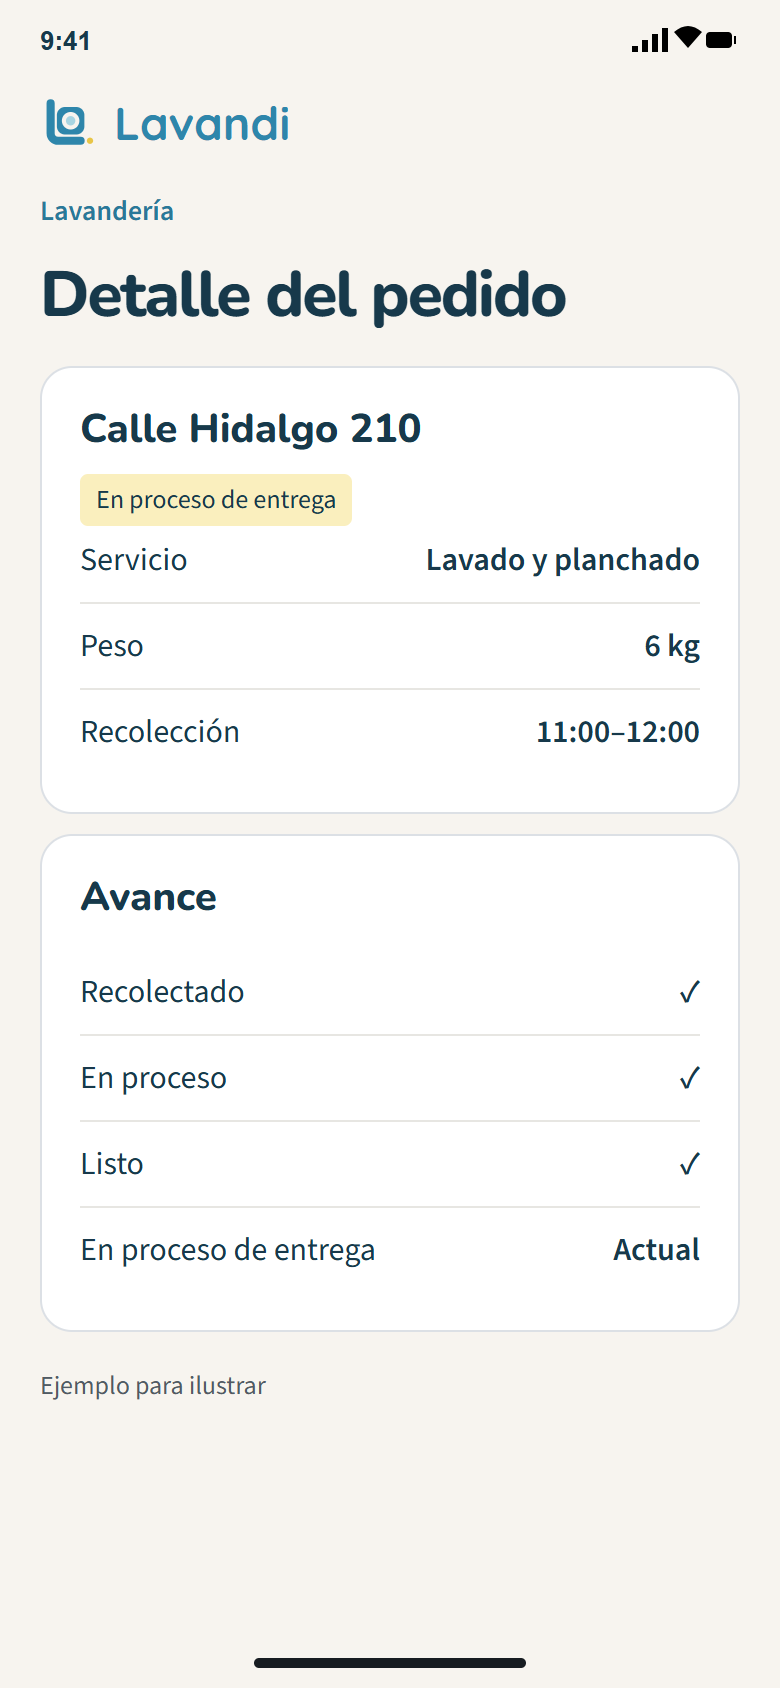 9:41
Lavandi
Lavandería
Detalle del pedido
Calle Hidalgo 210
En proceso de entrega
Servicio Lavado y planchado
Peso 6 kg
Recolección 11:00–12:00
Avance
Recolectado ✓
En proceso ✓
Listo ✓
En proceso de entrega Actual
Ejemplo para ilustrar